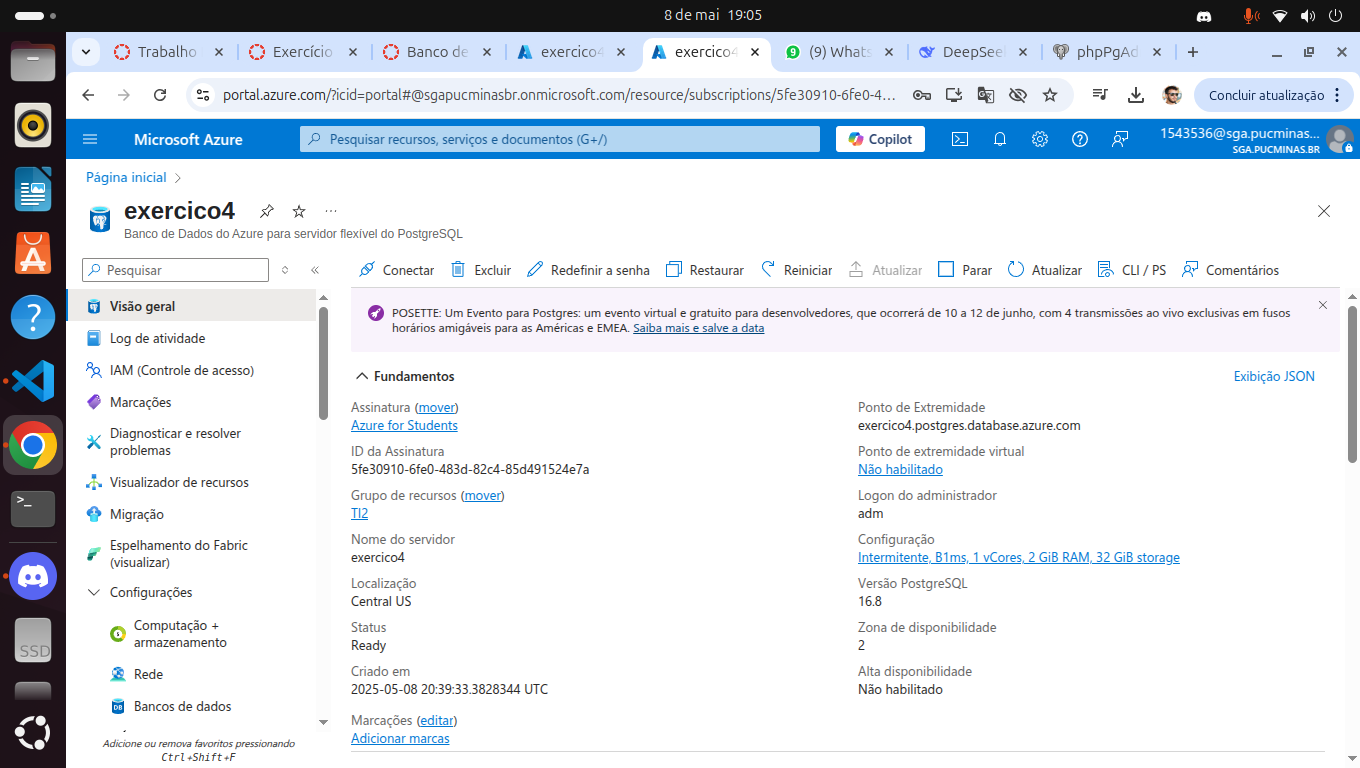 8 de mai 19:05
Trabalho
Exercício
Banco de
exercico4
exercico4
(9) Whats
DeepSeek
phpPgAd
portal.azure.com/?icid=portal#@sgapucminasbr.onmicrosoft.com/resource/subscriptions/5fe30910-6fe0-4...
Concluir atualização
Microsoft Azure
Pesquisar recursos, serviços e documentos (G+/)
Copilot
1543536@sga.pucminas...
SGA.PUCMINAS.BR
Página inicial
exercico4
Banco de Dados do Azure para servidor flexível do PostgreSQL
Pesquisar
Conectar
Excluir
Redefinir a senha
Restaurar
Reiniciar
Atualizar
Parar
Atualizar
CLI / PS
Comentários
Visão geral
Log de atividade
IAM (Controle de acesso)
Marcações
Diagnosticar e resolver
problemas
Visualizador de recursos
Migração
Espelhamento do Fabric
(visualizar)
Configurações
Computação +
armazenamento
Rede
Bancos de dados
Adicione ou remova favoritos pressionando
Ctrl+Shift+F
POSETTE: Um Evento para Postgres: um evento virtual e gratuito para desenvolvedores, que ocorrerá de 10 a 12 de junho, com 4 transmissões ao vivo exclusivas em fusos
horários amigáveis para as Américas e EMEA. Saiba mais e salve a data
Fundamentos
Exibição JSON
Assinatura (mover)
Azure for Students
ID da Assinatura
5fe30910-6fe0-483d-82c4-85d491524e7a
Grupo de recursos (mover)
TI2
Nome do servidor
exercico4
Localização
Central US
Status
Ready
Criado em
2025-05-08 20:39:33.3828344 UTC
Marcações (editar)
Adicionar marcas
Ponto de Extremidade
exercico4.postgres.database.azure.com
Ponto de extremidade virtual
Não habilitado
Logon do administrador
adm
Configuração
Intermitente, B1ms, 1 vCores, 2 GiB RAM, 32 GiB storage
Versão PostgreSQL
16.8
Zona de disponibilidade
2
Alta disponibilidade
Não habilitado
SSD